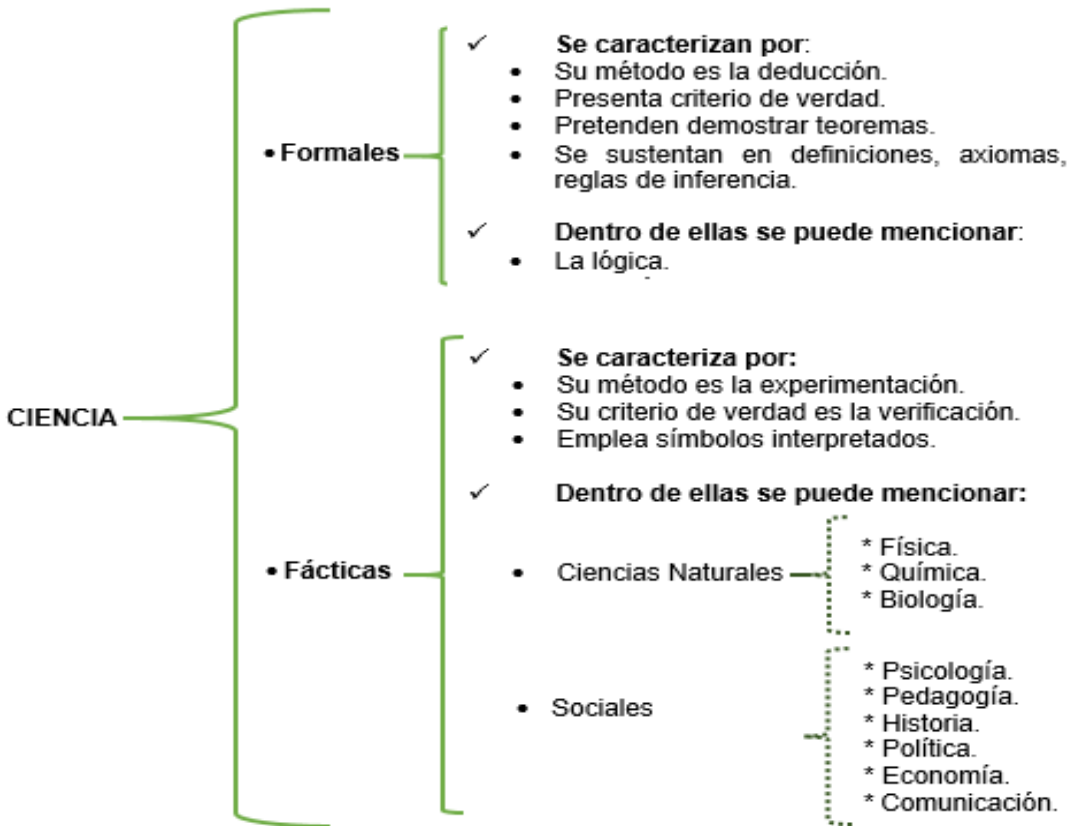 ✓ Se caracterizan por:
• Su método es la deducción.
• Presenta criterio de verdad.
• Pretenden demostrar teoremas.
• Se sustentan en definiciones, axiomas,
reglas de inferencia.
• Formales
✓ Dentro de ellas se puede mencionar:
• La lógica.
CIENCIA
✓ Se caracteriza por:
• Su método es la experimentación.
• Su criterio de verdad es la verificación.
• Emplea símbolos interpretados.
✓ Dentro de ellas se puede mencionar:
• Fácticas
• Ciencias Naturales
* Física.
* Química.
* Biología.
• Sociales
* Psicología.
* Pedagogía.
* Historia.
* Política.
* Economía.
* Comunicación.